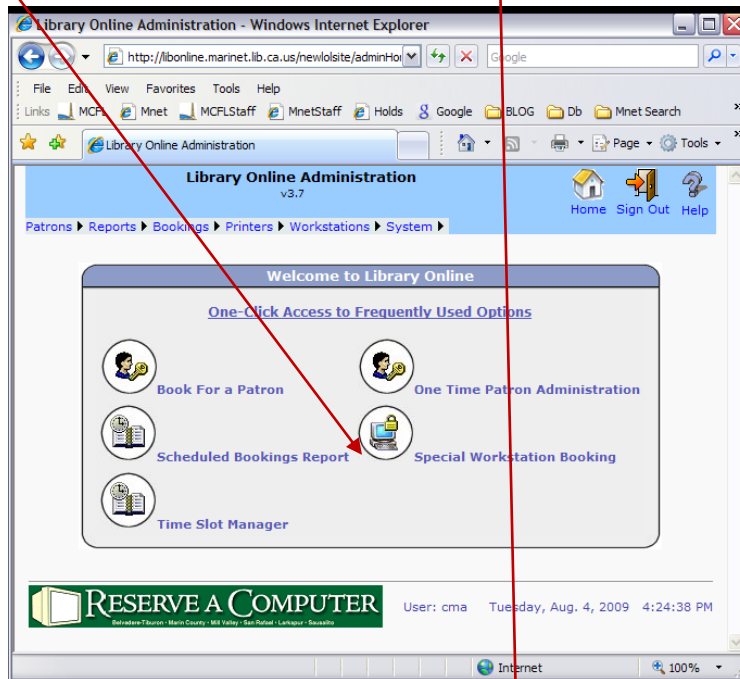 Library Online Administration - Windows Internet Explorer
http://libonline.marinet.lib.ca.us/newlolsite/adminHo
Google
File Edit View Favorites Tools Help
Links MCFL Mnet MCFLStaff MnetStaff Holds Google BLOG Db Mnet Search »
Library Online Administration Page Tools »
Library Online Administration
v3.7
Home Sign Out Help
Patrons Reports Bookings Printers Workstations System
Welcome to Library Online
One-Click Access to Frequently Used Options
Book For a Patron One Time Patron Administration
Scheduled Bookings Report Special Workstation Booking
Time Slot Manager
RESERVE A COMPUTER
Belvedere-Tiburon · Marin County · Mill Valley · San Rafael · Larkspur · Sausalito
User: cma Tuesday, Aug. 4, 2009 4:24:38 PM
Internet 100%